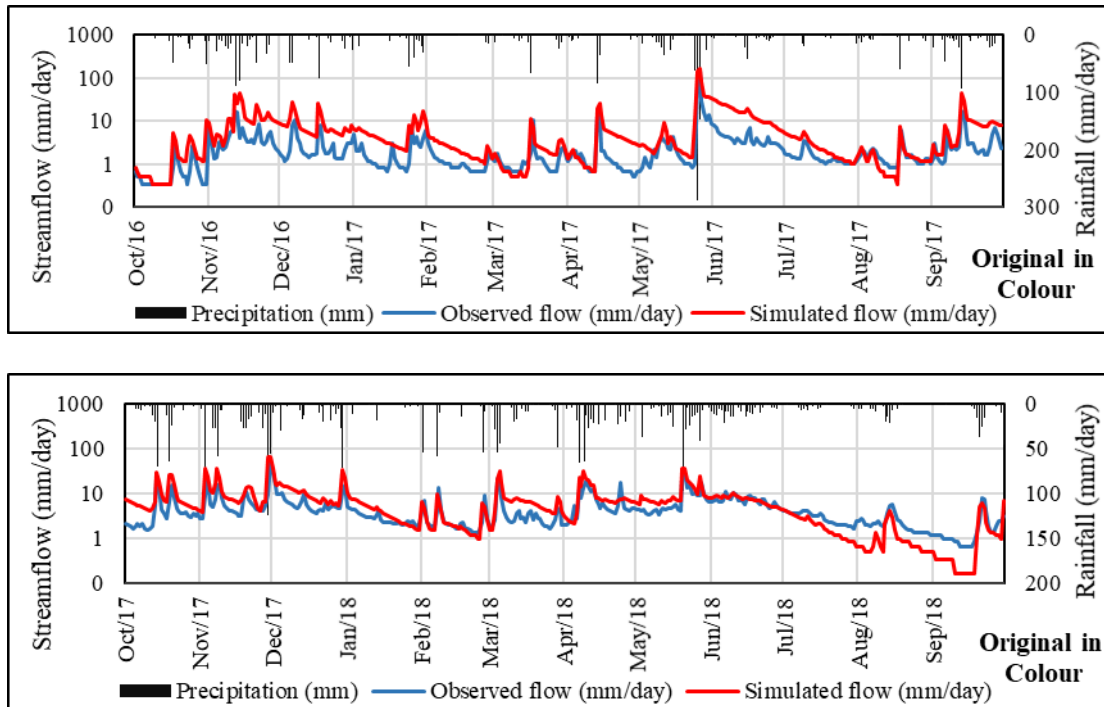 1000
100
10
1
0
Streamflow (mm/day)
0
100
200
300
Rainfall (mm/day)
Oct/16
Nov/16
Dec/16
Jan/17
Feb/17
Mar/17
Apr/17
May/17
Jun/17
Jul/17
Aug/17
Sep/17
Original in
Colour
Precipitation (mm) Observed flow (mm/day) Simulated flow (mm/day)
1000
100
10
1
0
Streamflow (mm/day)
0
50
100
150
200
Rainfall (mm/day)
Oct/17
Nov/17
Dec/17
Jan/18
Feb/18
Mar/18
Apr/18
May/18
Jun/18
Jul/18
Aug/18
Sep/18
Original in
Colour
Precipitation (mm) Observed flow (mm/day) Simulated flow (mm/day)